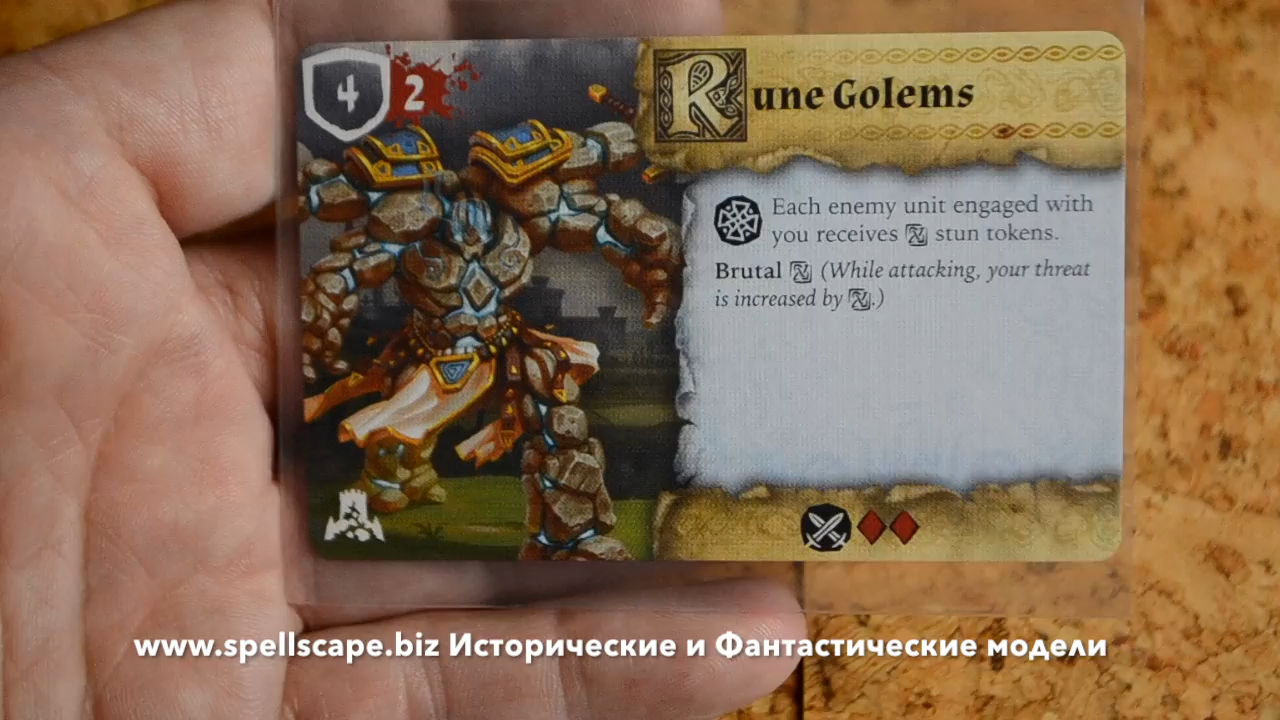 4 2
Rune Golems
Each enemy unit engaged with
you receives stun tokens.
Brutal (While attacking, your threat
is increased by .)
www.spellscape.biz Исторические и Фантастические модели